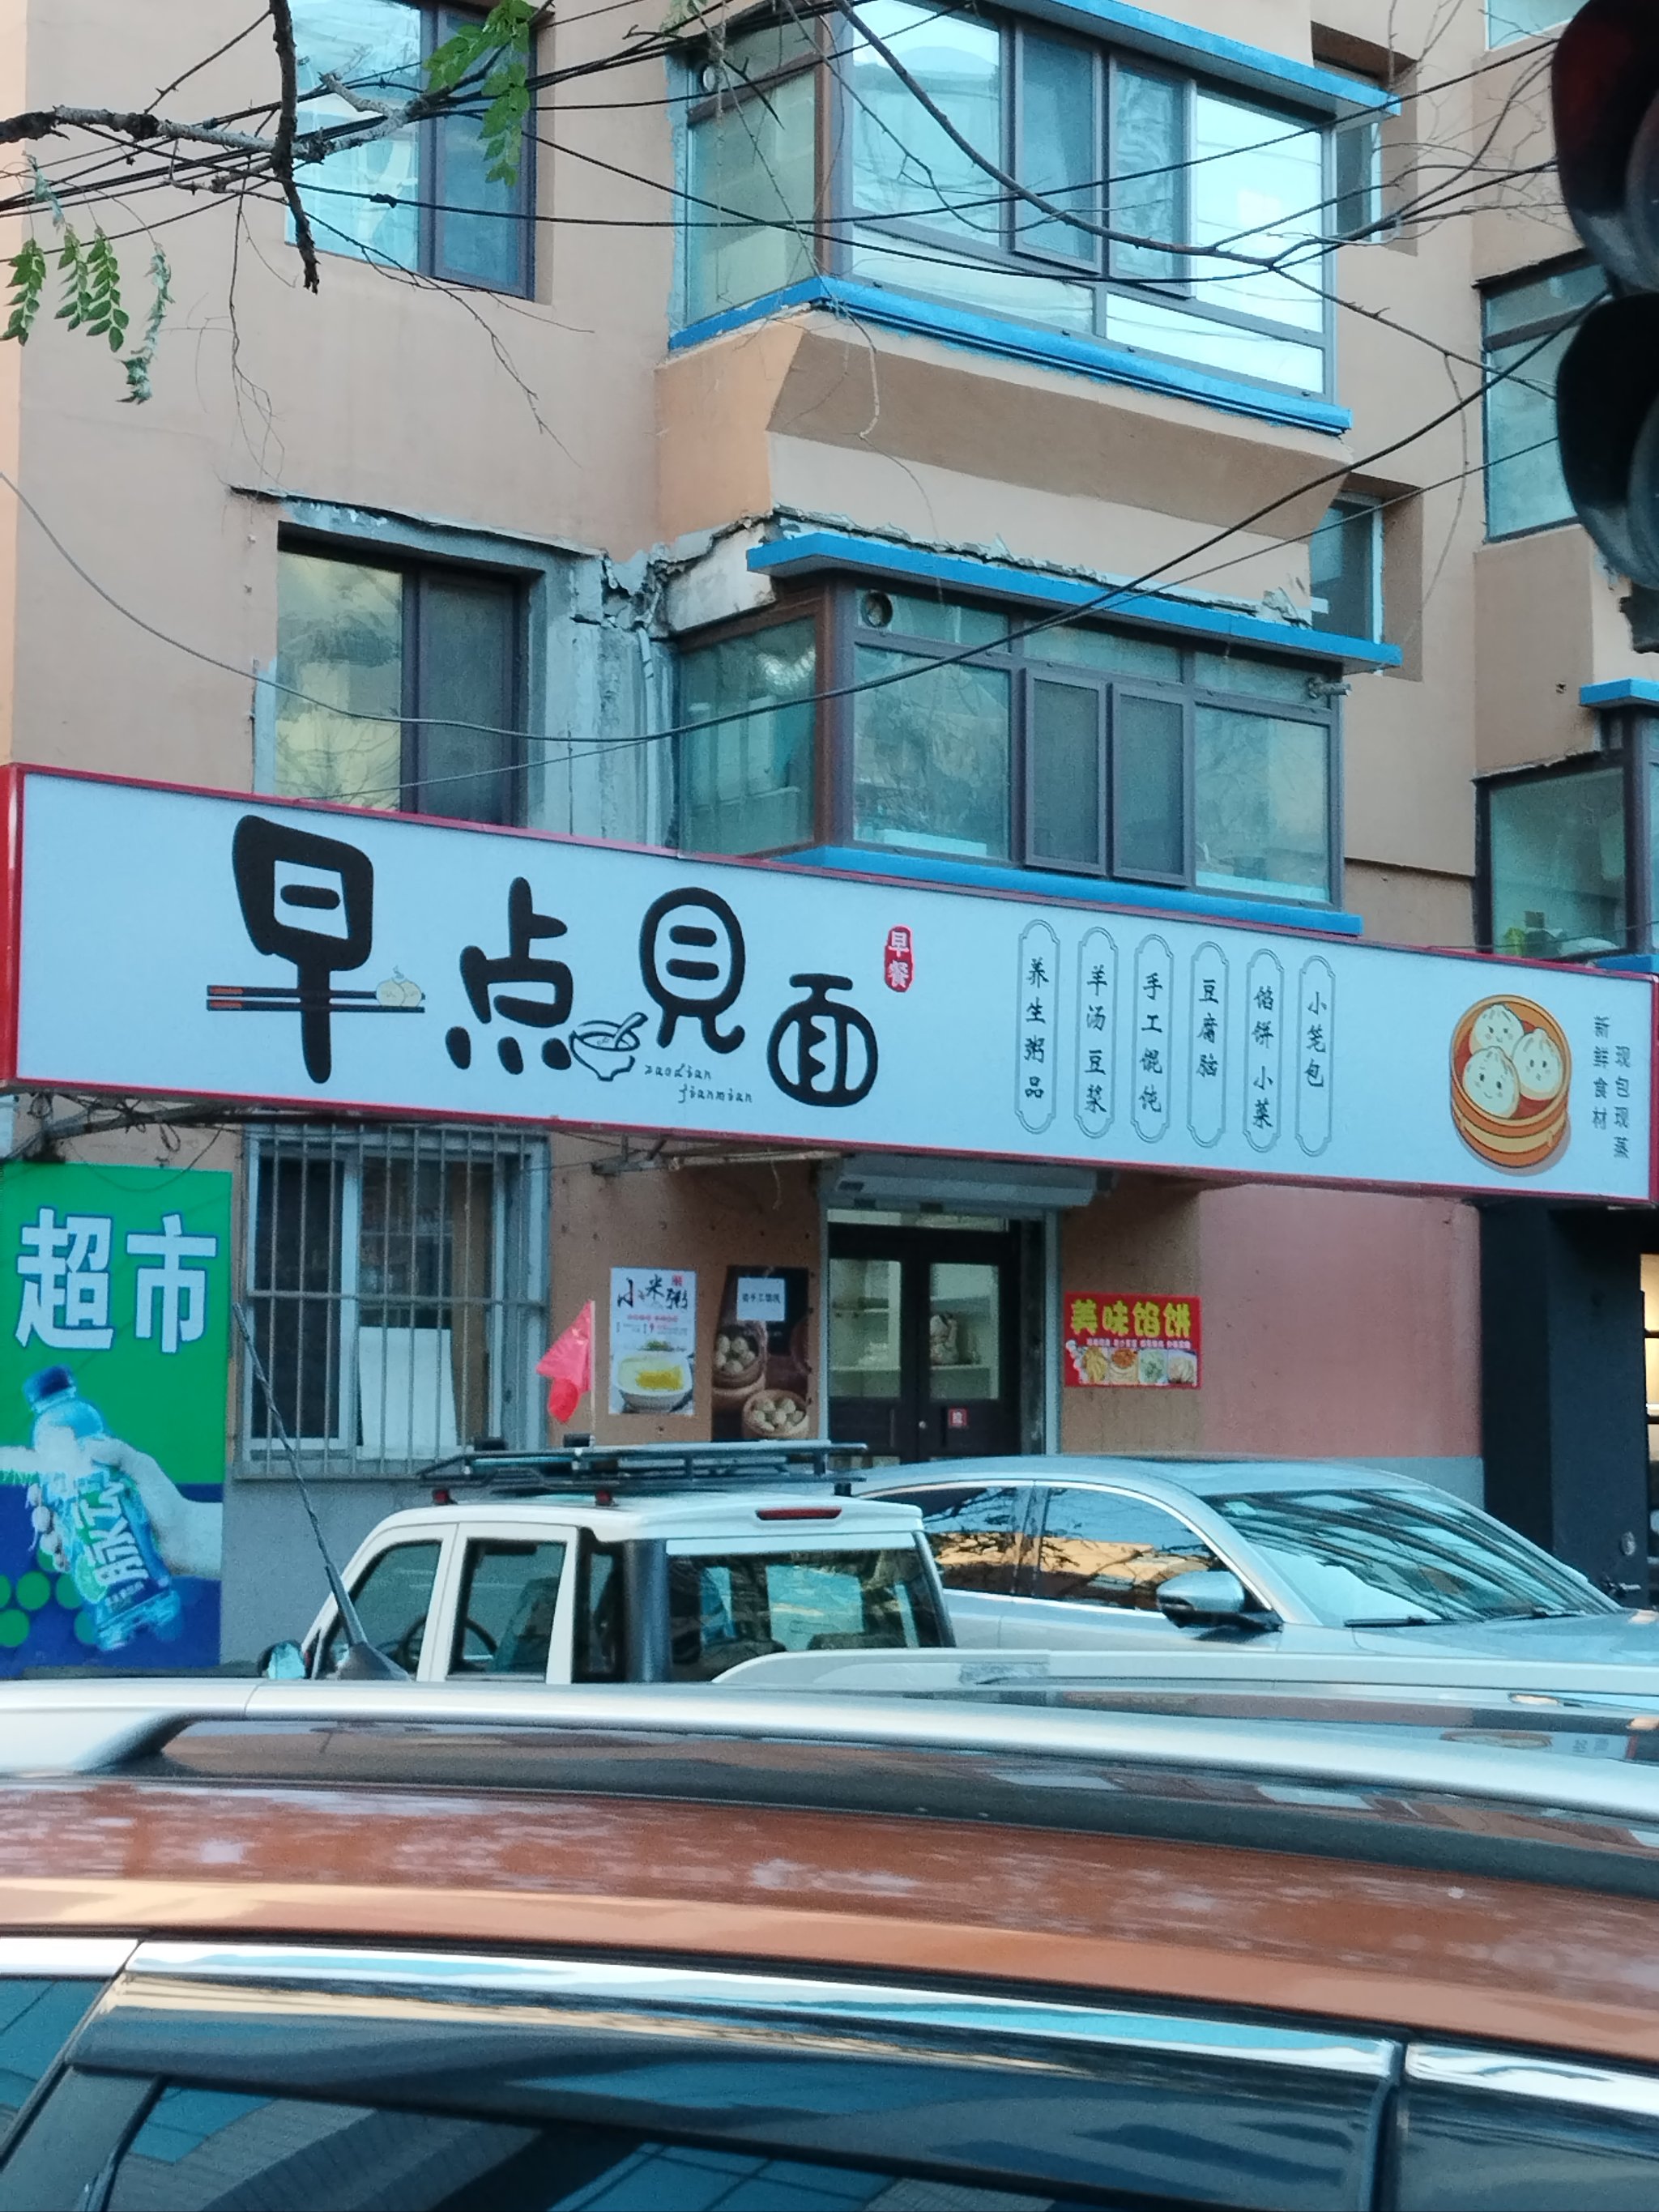 早点見面
zaodian
jianmian
早餐
养生粥品
羊汤 豆浆
手工馄饨
豆腐脑
馅饼 小菜
小笼包
新鲜食材
现包现蒸
超市
脉动
小米粥
美味馅饼